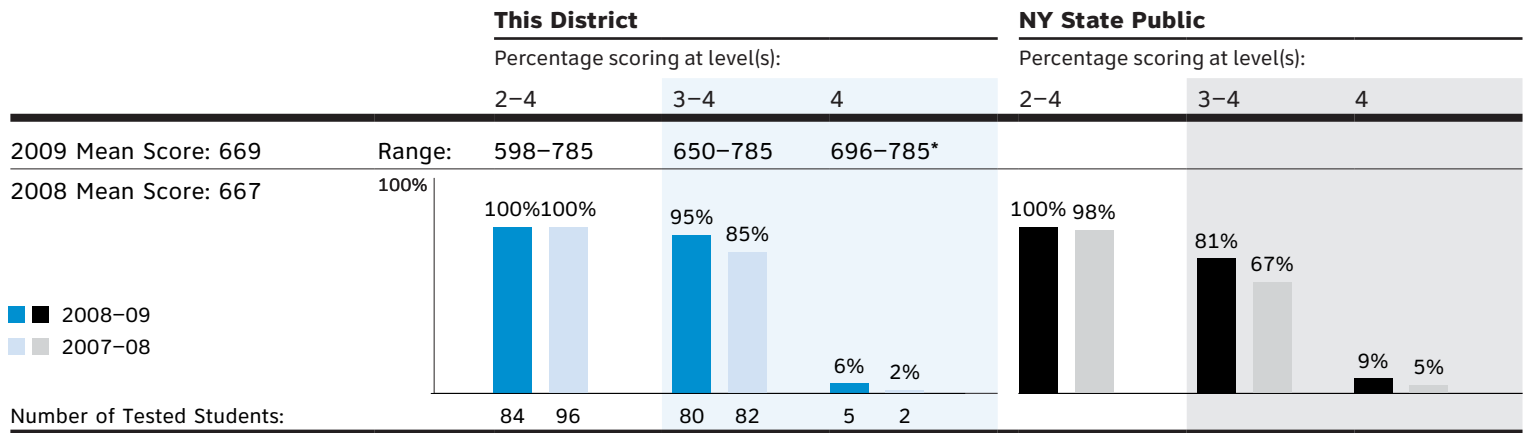 This District NY State Public
Percentage scoring at level(s): Percentage scoring at level(s):
2–4 3–4 4 2–4 3–4 4
2009 Mean Score: 669 Range: 598–785 650–785 696–785*
2008 Mean Score: 667 100%
100% 100% 95% 85% 6% 2% 100% 98% 81% 67% 9% 5%
2008–09
2007–08
Number of Tested Students: 84 96 80 82 5 2